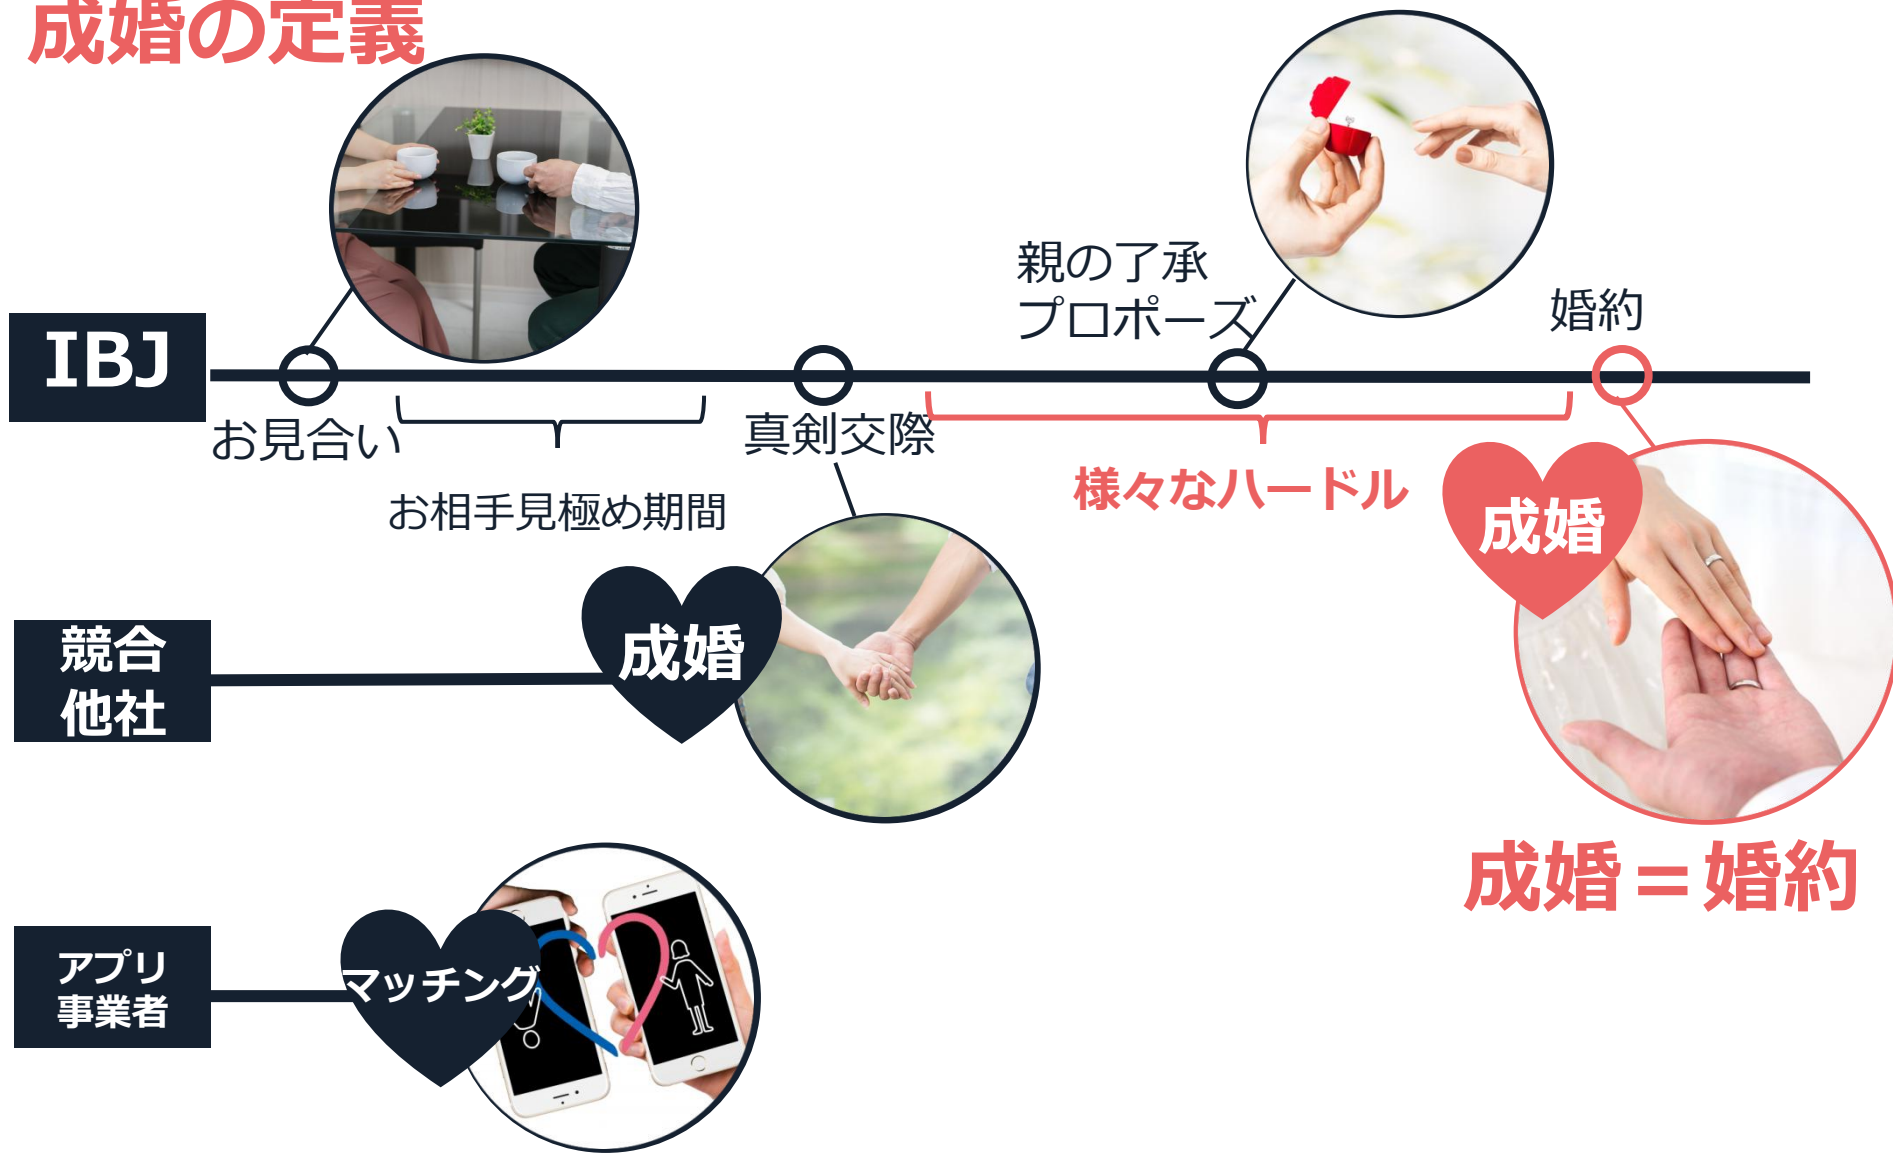 成婚の定義
親の了承
プロポーズ
婚約
IBJ
お見合い
真剣交際
お相手見極め期間
様々なハードル
成婚
競合
他社
成婚
成婚＝婚約
アプリ
事業者
マッチング